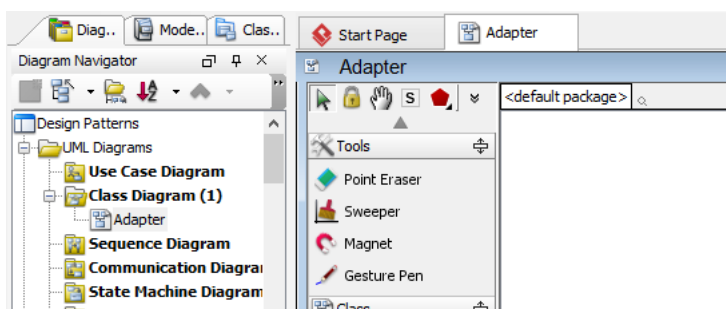 Diag..
Mode..
Clas..
Diagram Navigator
Design Patterns
UML Diagrams
Use Case Diagram
Class Diagram (1)
Adapter
Sequence Diagram
Communication Diagra
State Machine Diagram
Start Page
Adapter
Adapter
S
<default package>
Tools
Point Eraser
Sweeper
Magnet
Gesture Pen
Class